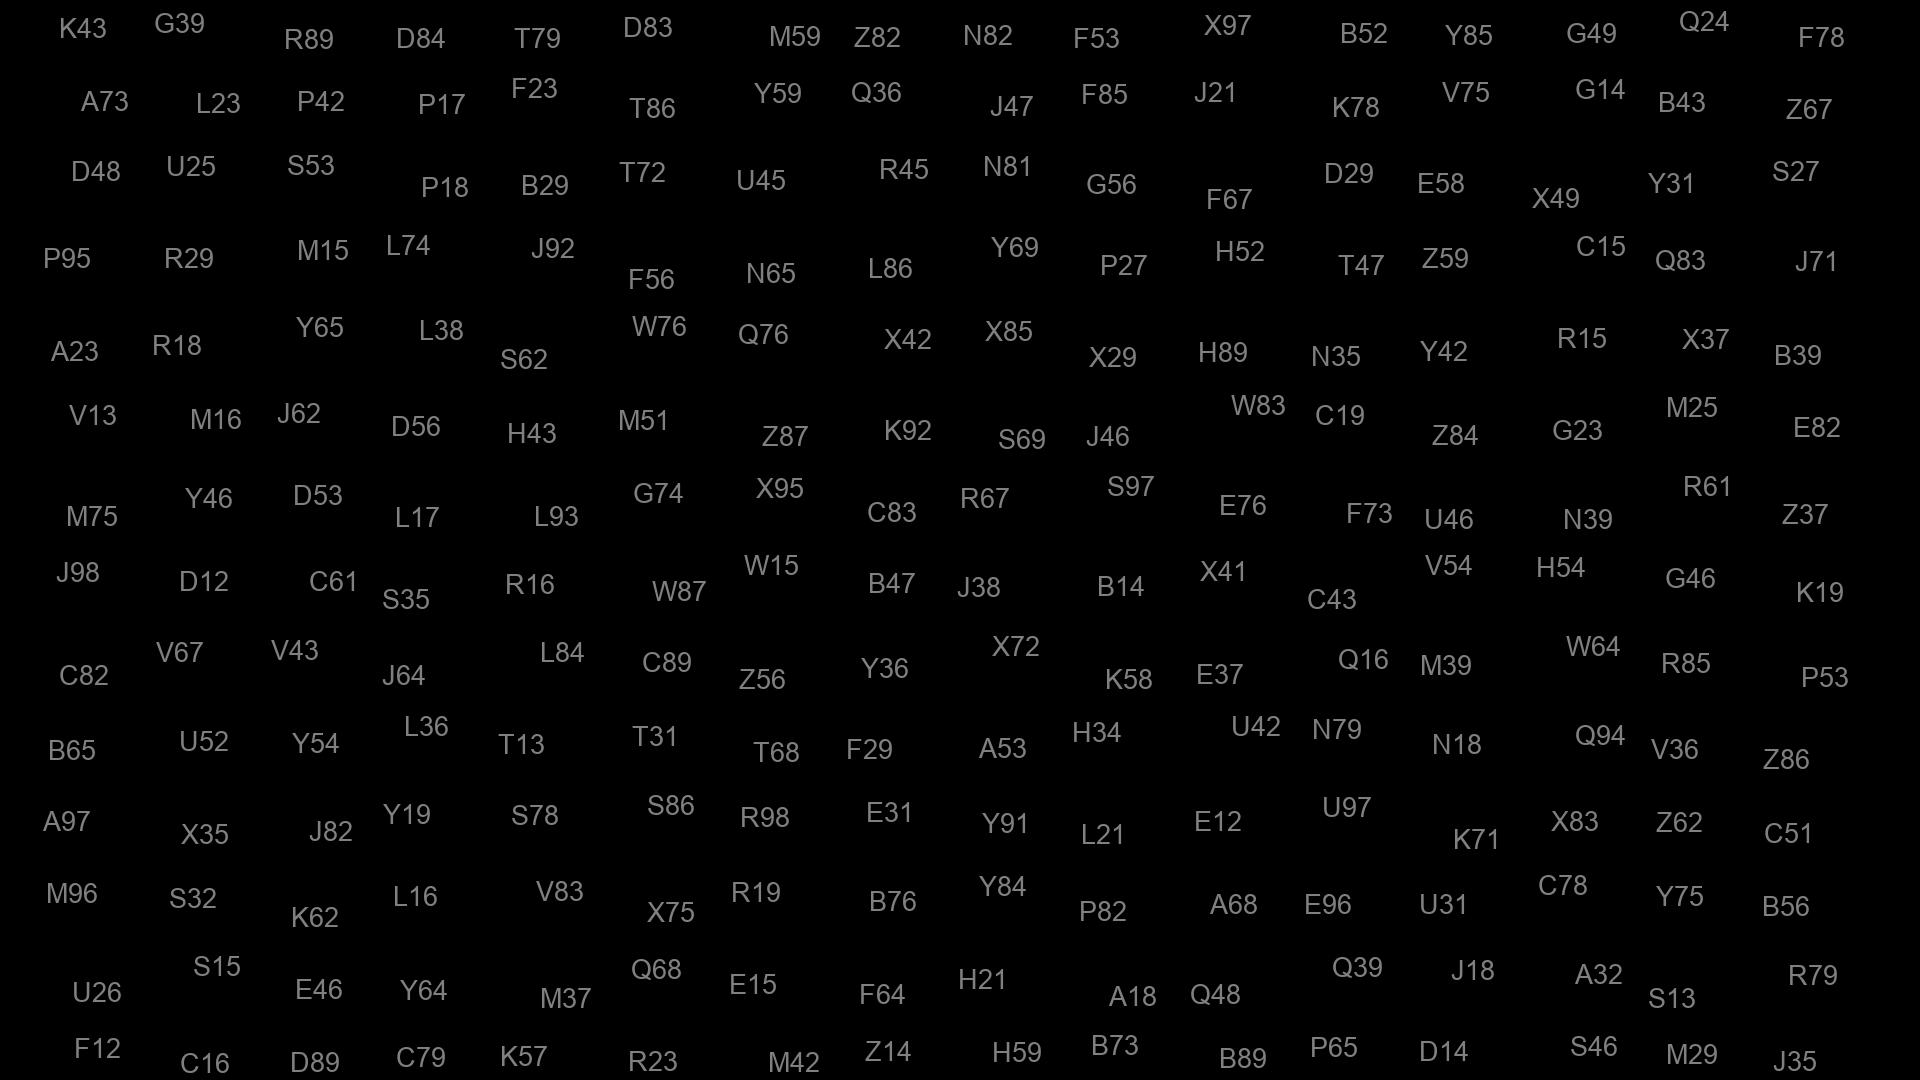 K43 G39 R89 D84 T79 D83 M59 Z82 N82 F53 X97 B52 Y85 G49 Q24 F78
A73 L23 P42 P17 F23 T86 Y59 Q36 J47 F85 J21 K78 V75 G14 B43 Z67
D48 U25 S53 P18 B29 T72 U45 R45 N81 G56 F67 D29 E58 X49 Y31 S27
P95 R29 M15 L74 J92 F56 N65 L86 Y69 P27 H52 T47 Z59 C15 Q83 J71
A23 R18 Y65 L38 S62 W76 Q76 X42 X85 X29 H89 N35 Y42 R15 X37 B39
V13 M16 J62 D56 H43 M51 Z87 K92 S69 J46 W83 C19 Z84 G23 M25 E82
M75 Y46 D53 L17 L93 G74 X95 C83 R67 S97 E76 F73 U46 N39 R61 Z37
J98 D12 C61 S35 R16 W87 W15 B47 J38 B14 X41 C43 V54 H54 G46 K19
C82 V67 V43 J64 L84 C89 Z56 Y36 X72 K58 E37 Q16 M39 W64 R85 P53
B65 U52 Y54 L36 T13 T31 T68 F29 A53 H34 U42 N79 N18 Q94 V36 Z86
A97 X35 J82 Y19 S78 S86 R98 E31 Y91 L21 E12 U97 K71 X83 Z62 C51
M96 S32 K62 L16 V83 X75 R19 B76 Y84 P82 A68 E96 U31 C78 Y75 B56
U26 S15 E46 Y64 M37 Q68 E15 F64 H21 A18 Q48 Q39 J18 A32 S13 R79
F12 C16 D89 C79 K57 R23 M42 Z14 H59 B73 B89 P65 D14 S46 M29 J35